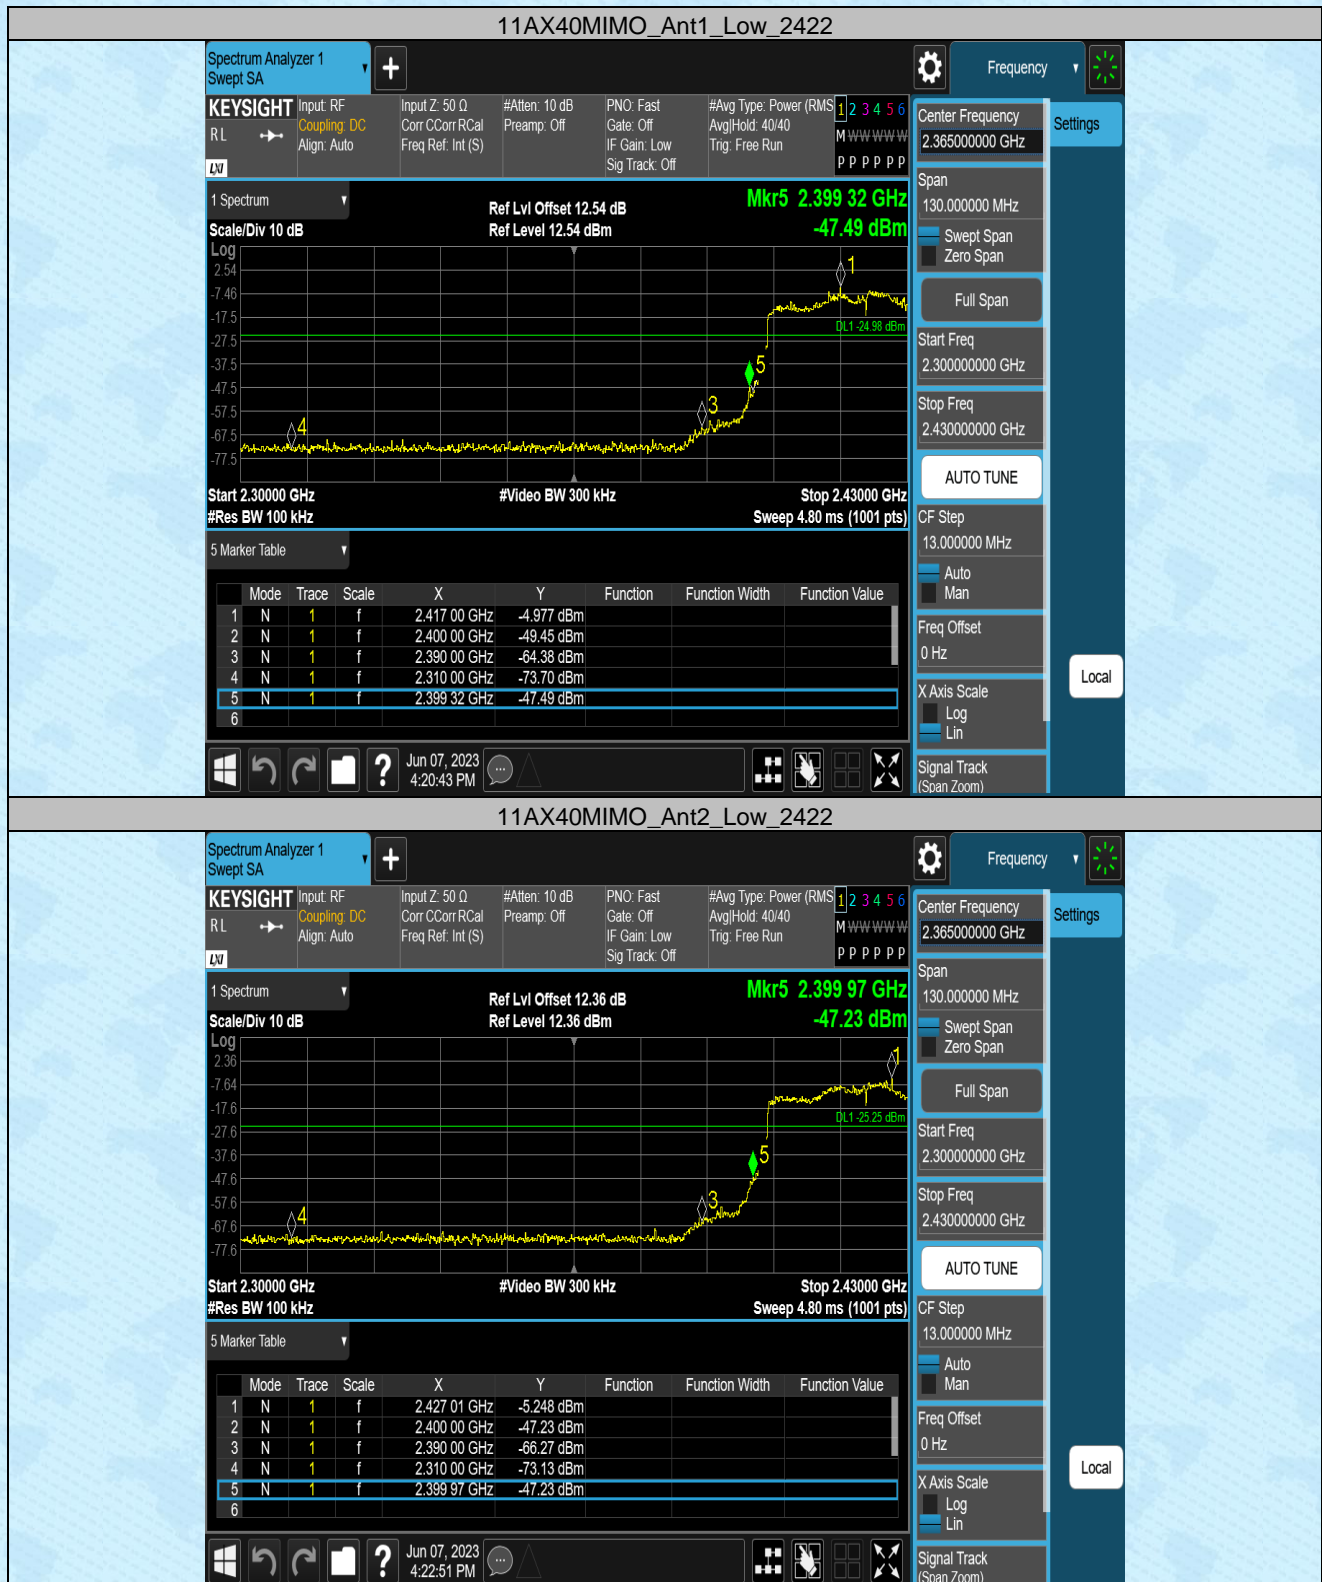 11AX40MIMO_Ant1_Low_2422
Spectrum Analyzer 1
Swept SA
+
Frequency
KEYSIGHT
RL
LXI
Input: RF
Coupling: DC
Align: Auto
Input Z: 50 Ω
Corr CCorr RCal
Freq Ref: Int (S)
#Atten: 10 dB
Preamp: Off
PNO: Fast
Gate: Off
IF Gain: Low
Sig Track: Off
#Avg Type: Power (RMS
Avg|Hold: 40/40
Trig: Free Run
1 2 3 4 5 6
M W W W W W
P P P P P P
Center Frequency
2.365000000 GHz
Settings
Span
130.000000 MHz
Swept Span
Zero Span
Full Span
Start Freq
2.300000000 GHz
Stop Freq
2.430000000 GHz
AUTO TUNE
CF Step
13.000000 MHz
Auto
Man
Freq Offset
0 Hz
X Axis Scale
Log
Lin
Signal Track
(Span Zoom)
Local
1 Spectrum
Scale/Div 10 dB
Ref Lvl Offset 12.54 dB
Ref Level 12.54 dBm
Mkr5 2.399 32 GHz
-47.49 dBm
Log
2.54
-7.46
-17.5
-27.5
-37.5
-47.5
-57.5
-67.5
-77.5
1
DL1 -24.98 dBm
5
3
4
Start 2.30000 GHz
#Video BW 300 kHz
Stop 2.43000 GHz
#Res BW 100 kHz
Sweep 4.80 ms (1001 pts)
5 Marker Table
Mode Trace Scale X Y Function Function Width Function Value
1 N 1 f 2.417 00 GHz -4.977 dBm
2 N 1 f 2.400 00 GHz -49.45 dBm
3 N 1 f 2.390 00 GHz -64.38 dBm
4 N 1 f 2.310 00 GHz -73.70 dBm
5 N 1 f 2.399 32 GHz -47.49 dBm
6
?
Jun 07, 2023
4:20:43 PM
11AX40MIMO_Ant2_Low_2422
Spectrum Analyzer 1
Swept SA
+
Frequency
KEYSIGHT
RL
LXI
Input: RF
Coupling: DC
Align: Auto
Input Z: 50 Ω
Corr CCorr RCal
Freq Ref: Int (S)
#Atten: 10 dB
Preamp: Off
PNO: Fast
Gate: Off
IF Gain: Low
Sig Track: Off
#Avg Type: Power (RMS
Avg|Hold: 40/40
Trig: Free Run
1 2 3 4 5 6
M W W W W W
P P P P P P
Center Frequency
2.365000000 GHz
Settings
Span
130.000000 MHz
Swept Span
Zero Span
Full Span
Start Freq
2.300000000 GHz
Stop Freq
2.430000000 GHz
AUTO TUNE
CF Step
13.000000 MHz
Auto
Man
Freq Offset
0 Hz
X Axis Scale
Log
Lin
Signal Track
(Span Zoom)
Local
1 Spectrum
Scale/Div 10 dB
Ref Lvl Offset 12.36 dB
Ref Level 12.36 dBm
Mkr5 2.399 97 GHz
-47.23 dBm
Log
2.36
-7.64
-17.6
-27.6
-37.6
-47.6
-57.6
-67.6
-77.6
1
DL1 -25.25 dBm
5
3
4
Start 2.30000 GHz
#Video BW 300 kHz
Stop 2.43000 GHz
#Res BW 100 kHz
Sweep 4.80 ms (1001 pts)
5 Marker Table
Mode Trace Scale X Y Function Function Width Function Value
1 N 1 f 2.427 01 GHz -5.248 dBm
2 N 1 f 2.400 00 GHz -47.23 dBm
3 N 1 f 2.390 00 GHz -66.27 dBm
4 N 1 f 2.310 00 GHz -73.13 dBm
5 N 1 f 2.399 97 GHz -47.23 dBm
6
?
Jun 07, 2023
4:22:51 PM